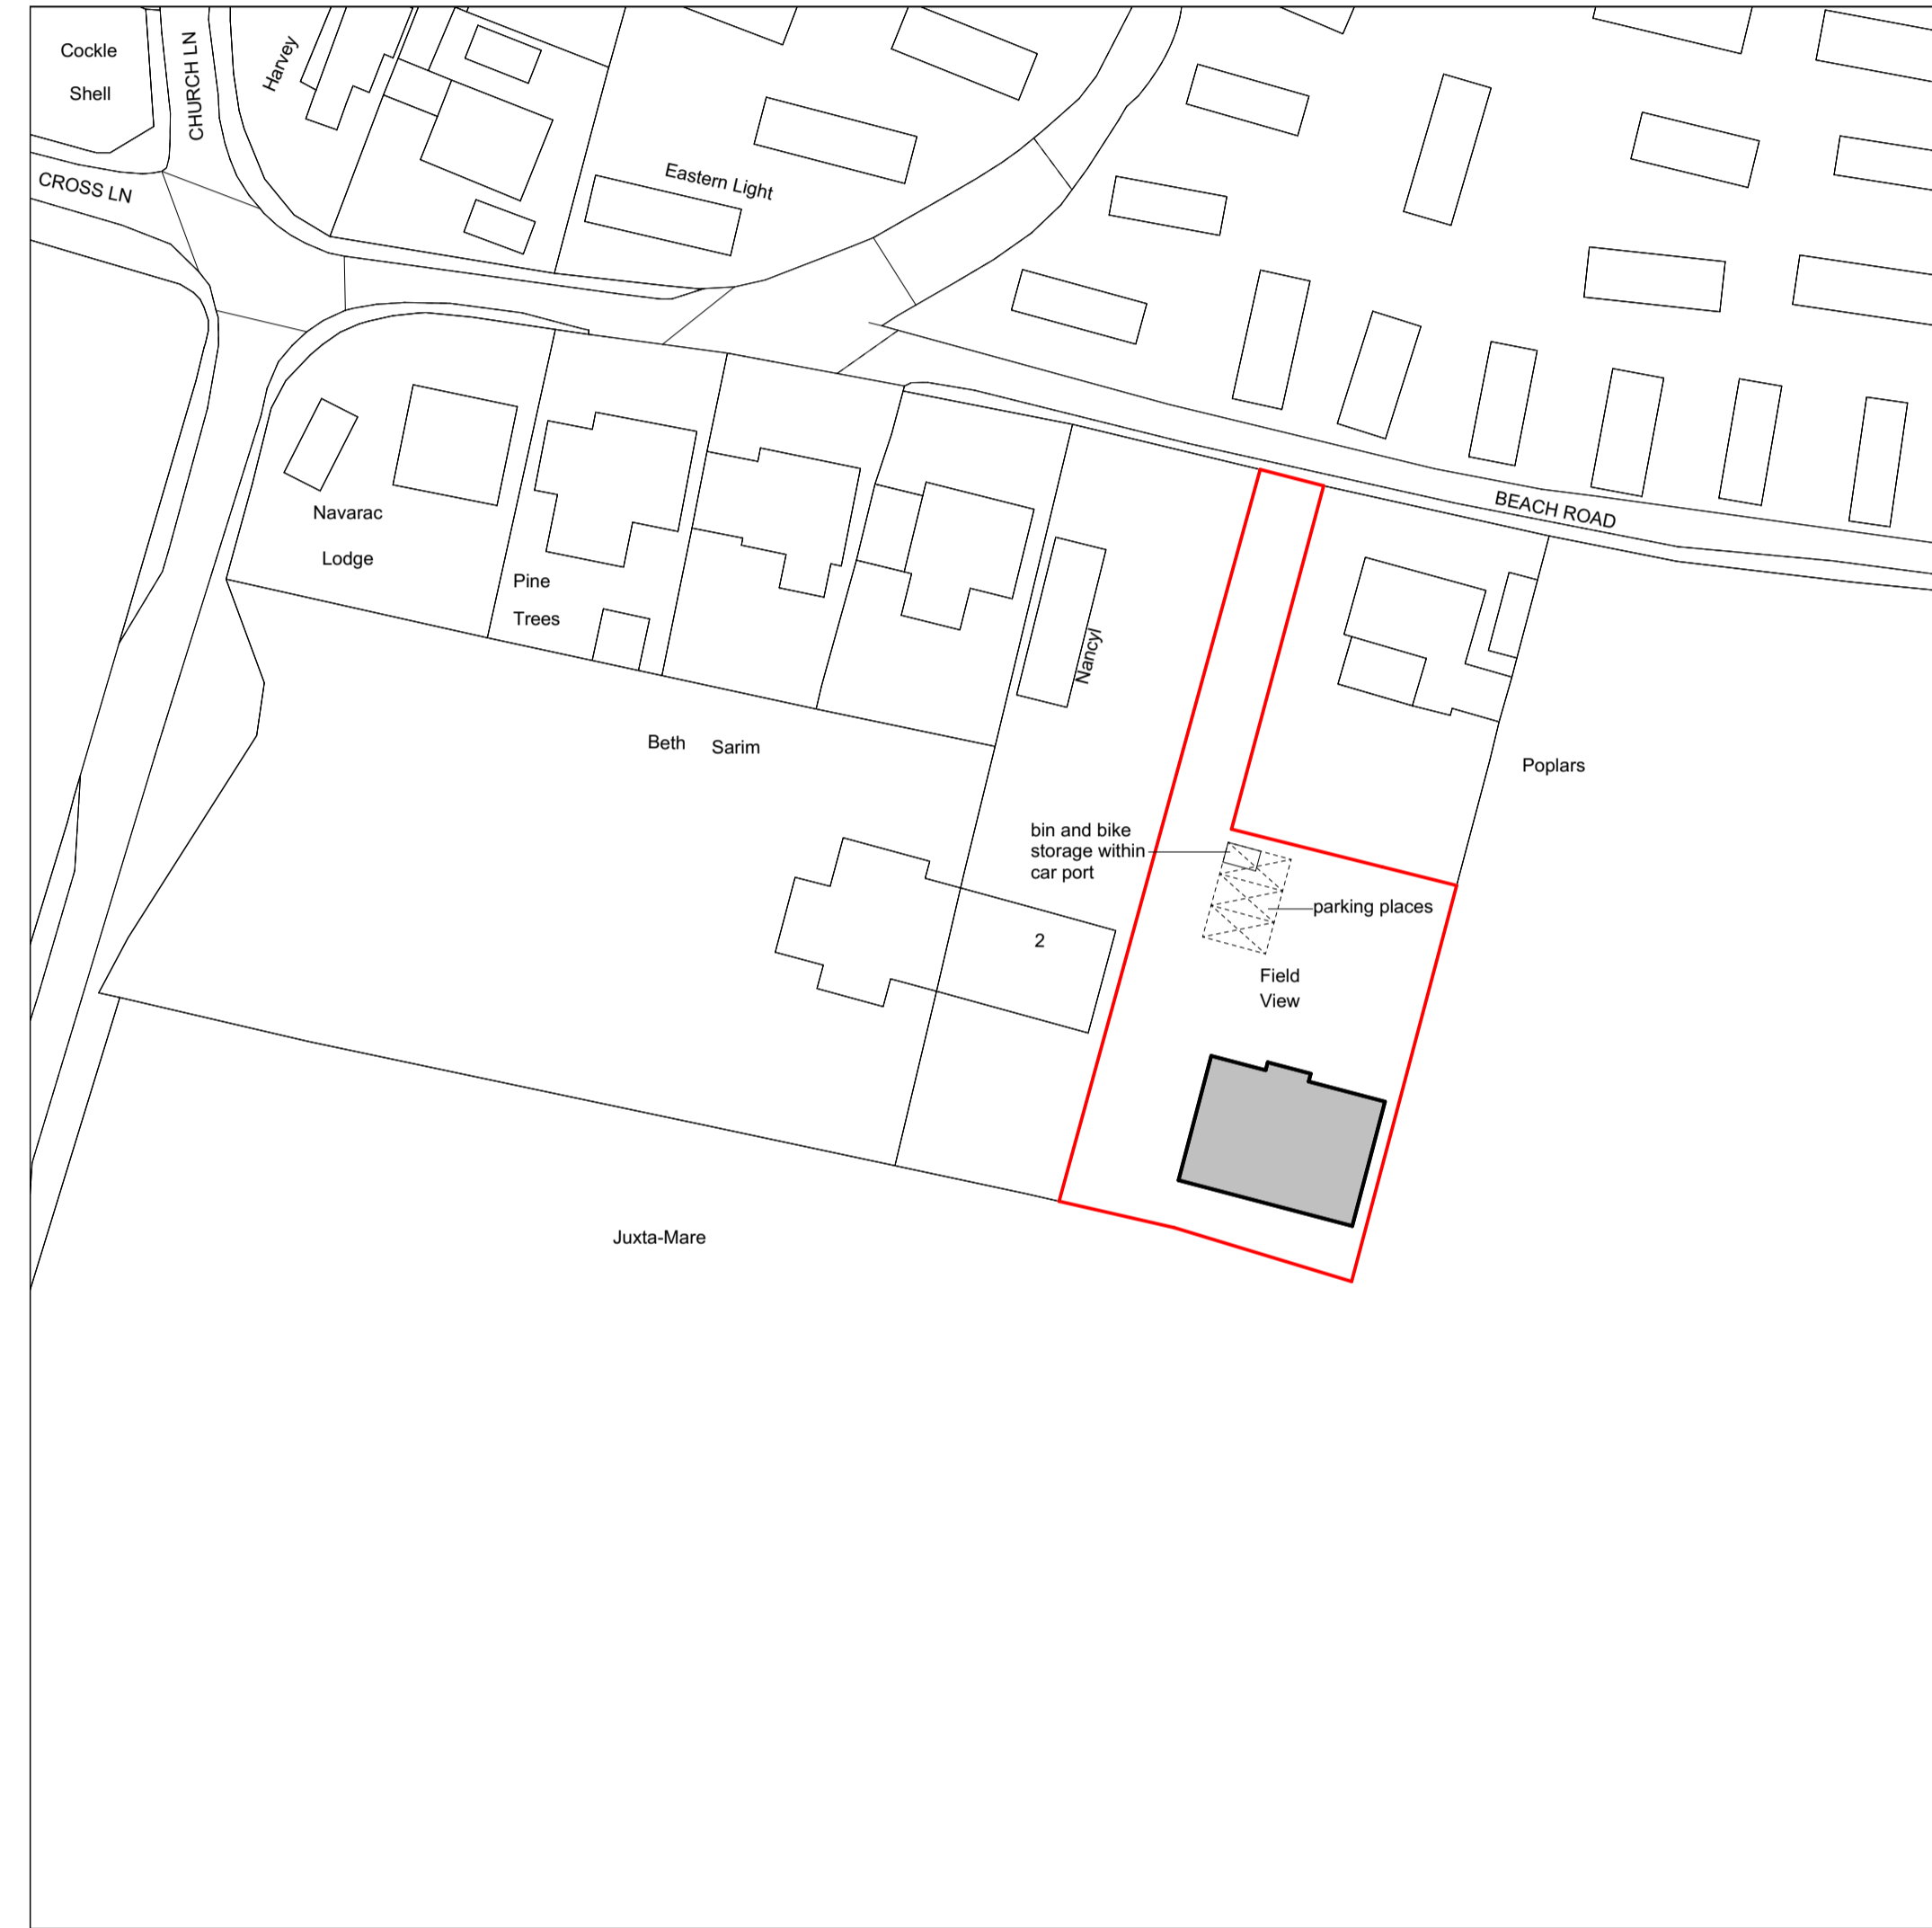 Cockle
Shell
CHURCH LN
Harvey
CROSS LN
Eastern Light
BEACH ROAD
Navarac
Lodge
Pine
Trees
Nancyl
Beth Sarim
Poplars
bin and bike
storage within
car port
parking places
2
Field
View
Juxta-Mare